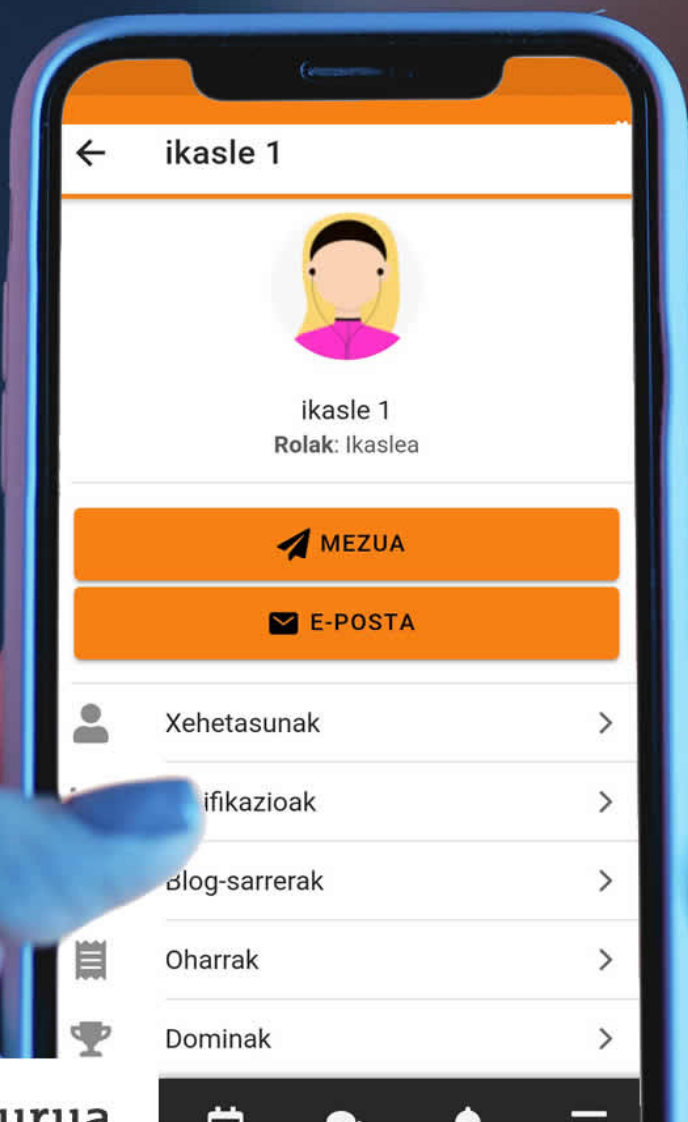 ikasle 1
ikasle 1
Rolak: Ikaslea
MEZUA
E-POSTA
Xehetasunak
Blog-sarrerak
Oharrak
Dominak